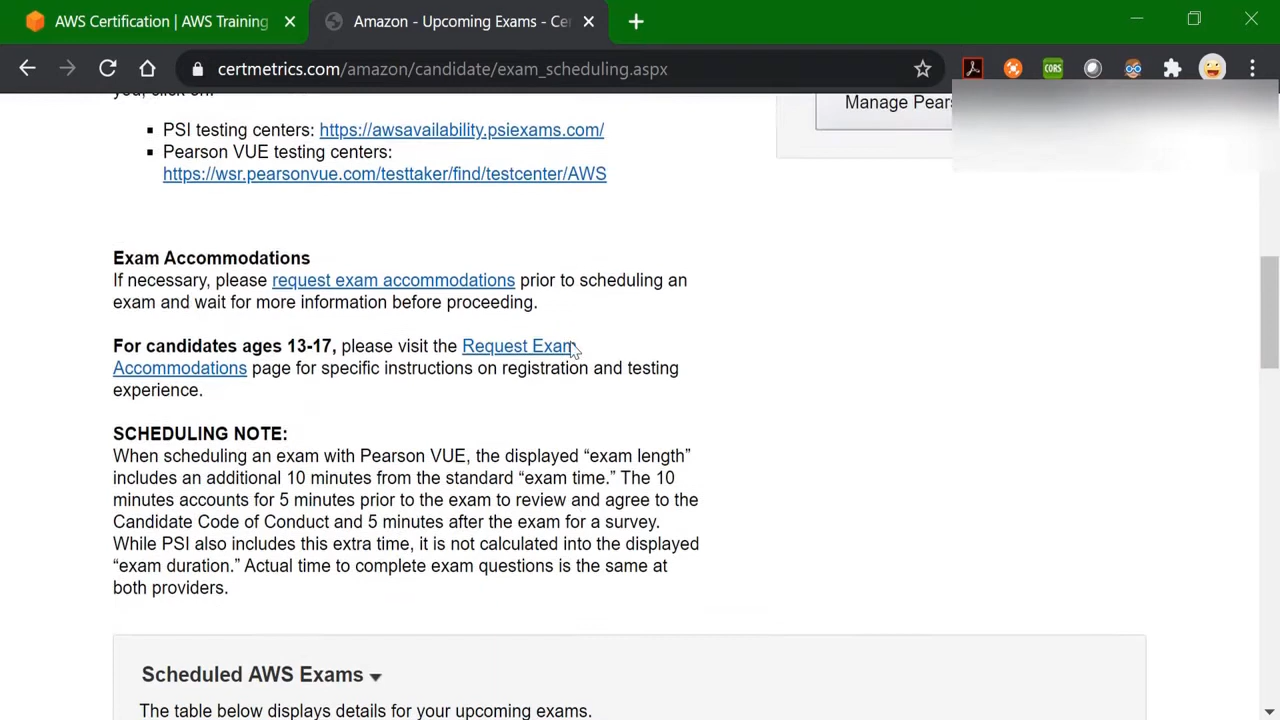 AWS Certification | AWS Training
Amazon - Upcoming Exams - Cer
certmetrics.com/amazon/candidate/exam_scheduling.aspx
CORS
you, click on:
Manage Pears
PSI testing centers: https://awsavailability.psiexams.com/
Pearson VUE testing centers:
https://wsr.pearsonvue.com/testtaker/find/testcenter/AWS
Exam Accommodations
If necessary, please request exam accommodations prior to scheduling an
exam and wait for more information before proceeding.
For candidates ages 13-17, please visit the Request Exam
Accommodations page for specific instructions on registration and testing
experience.
SCHEDULING NOTE:
When scheduling an exam with Pearson VUE, the displayed “exam length”
includes an additional 10 minutes from the standard “exam time.” The 10
minutes accounts for 5 minutes prior to the exam to review and agree to the
Candidate Code of Conduct and 5 minutes after the exam for a survey.
While PSI also includes this extra time, it is not calculated into the displayed
“exam duration.” Actual time to complete exam questions is the same at
both providers.
Scheduled AWS Exams
The table below displays details for your upcoming exams.